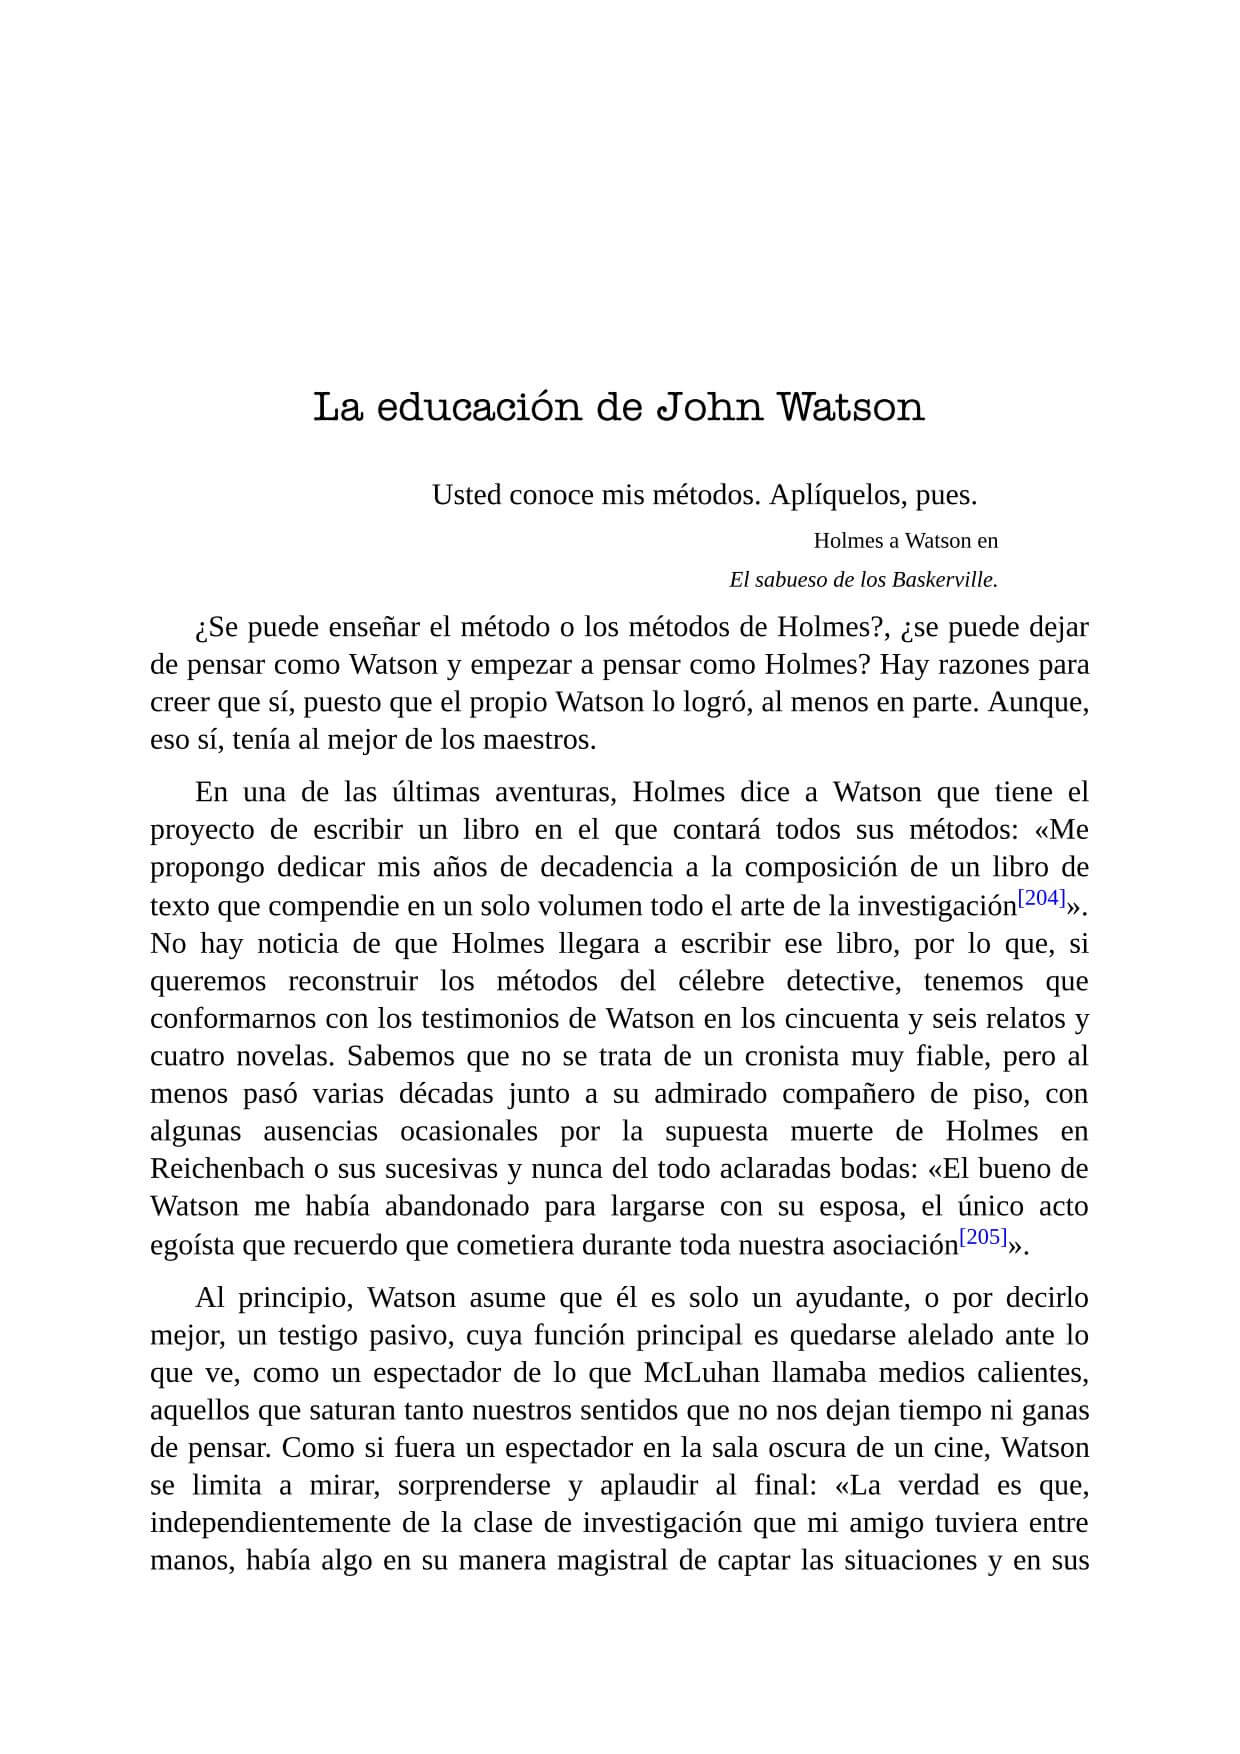 La educación de John Watson
Usted conoce mis métodos. Aplíquelos, pues.
Holmes a Watson en
El sabueso de los Baskerville.
¿Se puede enseñar el método o los métodos de Holmes?, ¿se puede dejar
de pensar como Watson y empezar a pensar como Holmes? Hay razones para
creer que sí, puesto que el propio Watson lo logró, al menos en parte. Aunque,
eso sí, tenía al mejor de los maestros.
En una de las últimas aventuras, Holmes dice a Watson que tiene el
proyecto de escribir un libro en el que contará todos sus métodos: «Me
propongo dedicar mis años de decadencia a la composición de un libro de
texto que compendie en un solo volumen todo el arte de la investigación[204]».
No hay noticia de que Holmes llegara a escribir ese libro, por lo que, si
queremos reconstruir los métodos del célebre detective, tenemos que
conformarnos con los testimonios de Watson en los cincuenta y seis relatos y
cuatro novelas. Sabemos que no se trata de un cronista muy fiable, pero al
menos pasó varias décadas junto a su admirado compañero de piso, con
algunas ausencias ocasionales por la supuesta muerte de Holmes en
Reichenbach o sus sucesivas y nunca del todo aclaradas bodas: «El bueno de
Watson me había abandonado para largarse con su esposa, el único acto
egoísta que recuerdo que cometiera durante toda nuestra asociación[205]».
Al principio, Watson asume que él es solo un ayudante, o por decirlo
mejor, un testigo pasivo, cuya función principal es quedarse alelado ante lo
que ve, como un espectador de lo que McLuhan llamaba medios calientes,
aquellos que saturan tanto nuestros sentidos que no nos dejan tiempo ni ganas
de pensar. Como si fuera un espectador en la sala oscura de un cine, Watson
se limita a mirar, sorprenderse y aplaudir al final: «La verdad es que,
independientemente de la clase de investigación que mi amigo tuviera entre
manos, había algo en su manera magistral de captar las situaciones y en sus